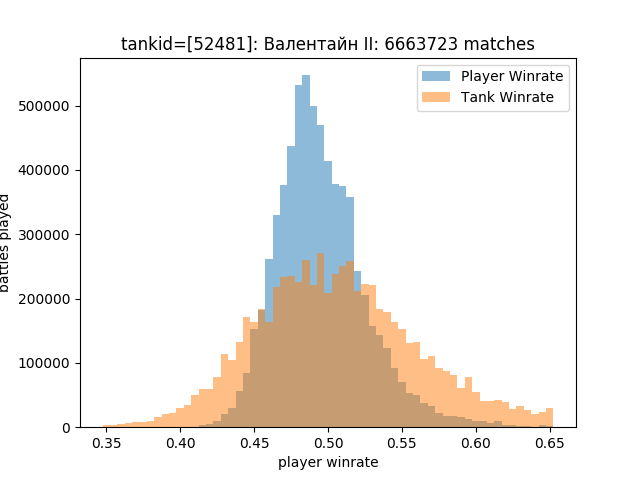 tankid=[52481]: Валентайн II: 6663723 matches
Player Winrate
Tank Winrate
500000
400000
300000
200000
100000
0
battles played
0.35 0.40 0.45 0.50 0.55 0.60 0.65
player winrate